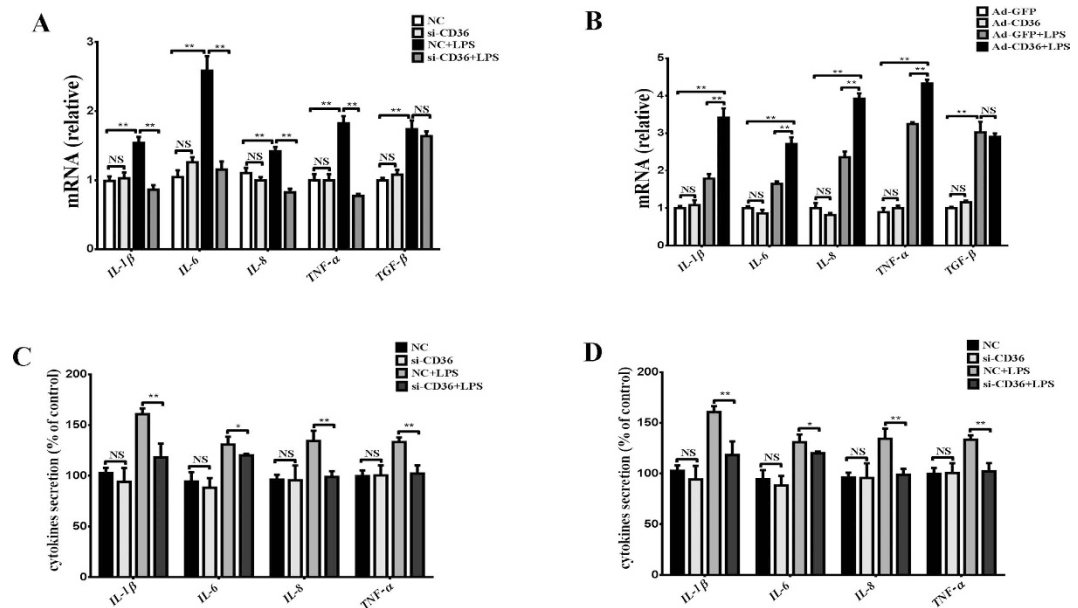 A
NC
si-CD36
NC+LPS
si-CD36+LPS
mRNA (relative)
3
2
1
0
** ** ** ** ** ** ** ** ** NS
NS NS NS NS NS
IL-1β IL-6 IL-8 TNF-α TGF-β
B
Ad-GFP
Ad-CD36
Ad-GFP+LPS
Ad-CD36+LPS
mRNA (relative)
5
4
3
2
1
0
** ** ** ** ** ** ** ** ** NS
NS NS NS NS NS
IL-1β IL-6 IL-8 TNF-α TGF-β
C
NC
si-CD36
NC+LPS
si-CD36+LPS
cytokines secretion (% of control)
200
150
100
50
0
** * ** **
NS NS NS NS
IL-1β IL-6 IL-8 TNF-α
D
NC
si-CD36
NC+LPS
si-CD36+LPS
cytokines secretion (% of control)
200
150
100
50
0
** * ** **
NS NS NS NS
IL-1β IL-6 IL-8 TNF-α